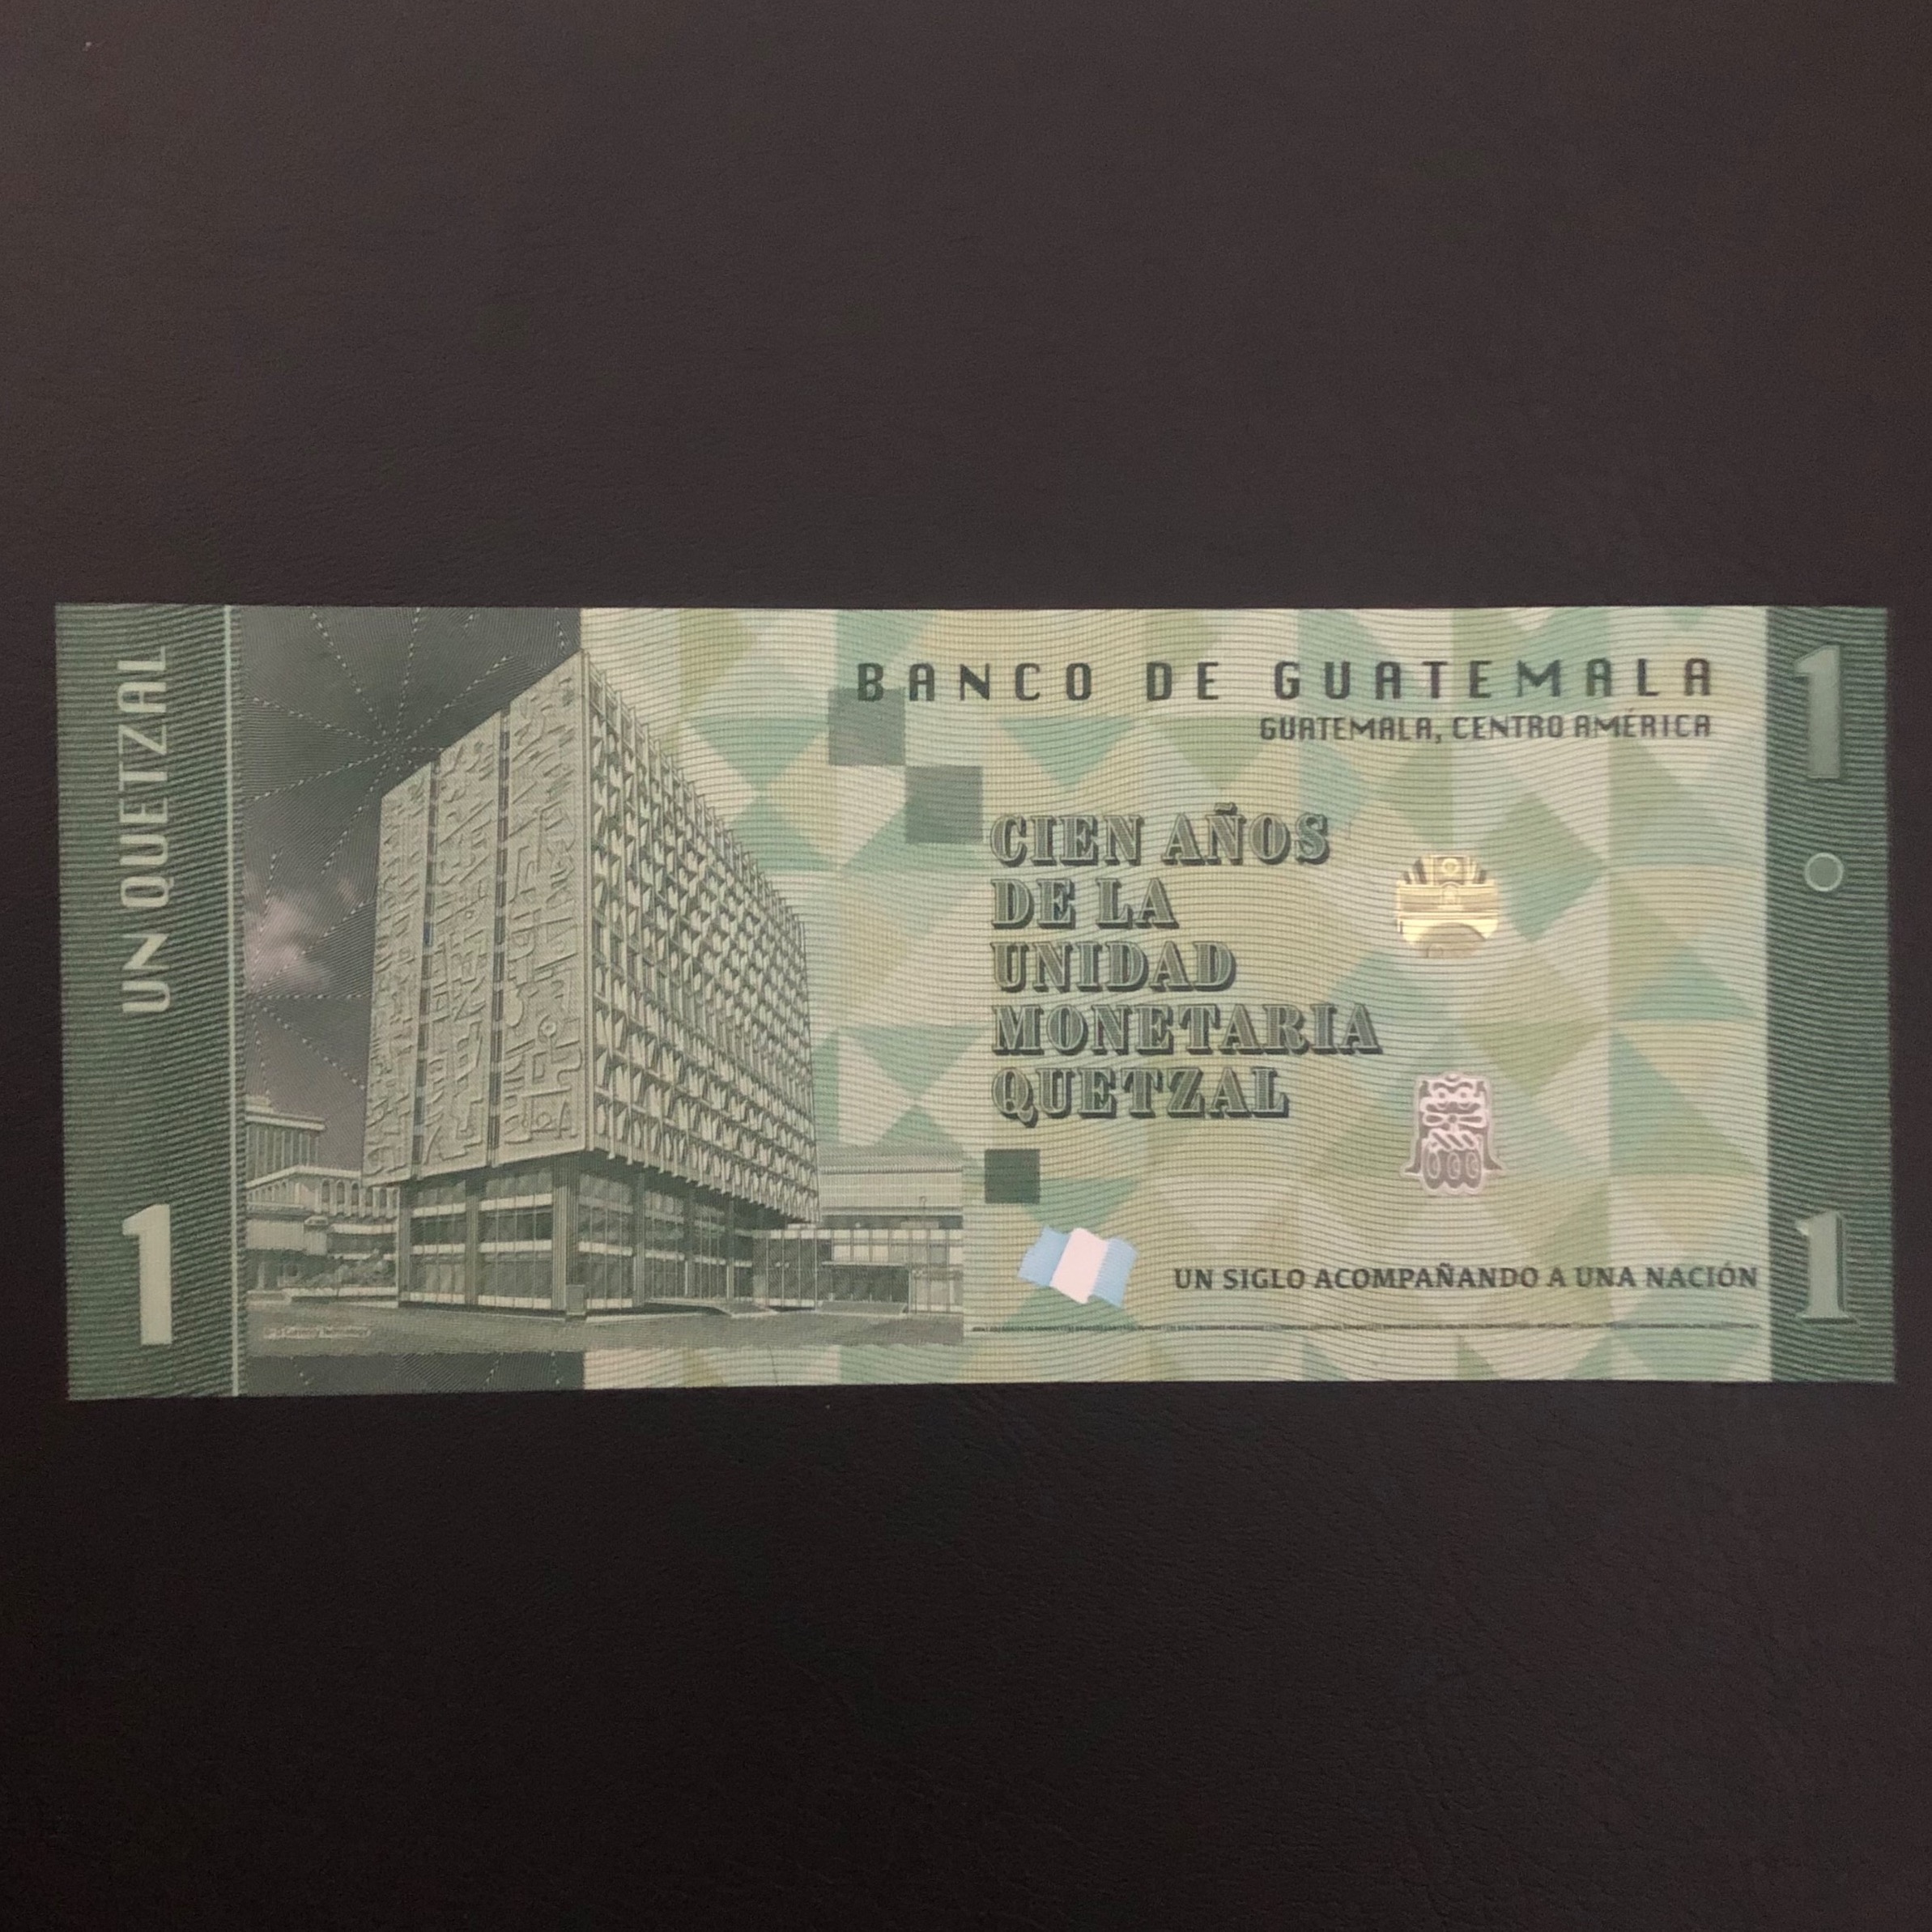 UN QUETZAL
1
BANCO DE GUATEMALA
GUATEMALA, CENTRO AMÉRICA
CIEN AÑOS
DE LA
UNIDAD
MONETARIA
QUETZAL
UN SIGLO ACOMPAÑANDO A UNA NACIÓN
1
1